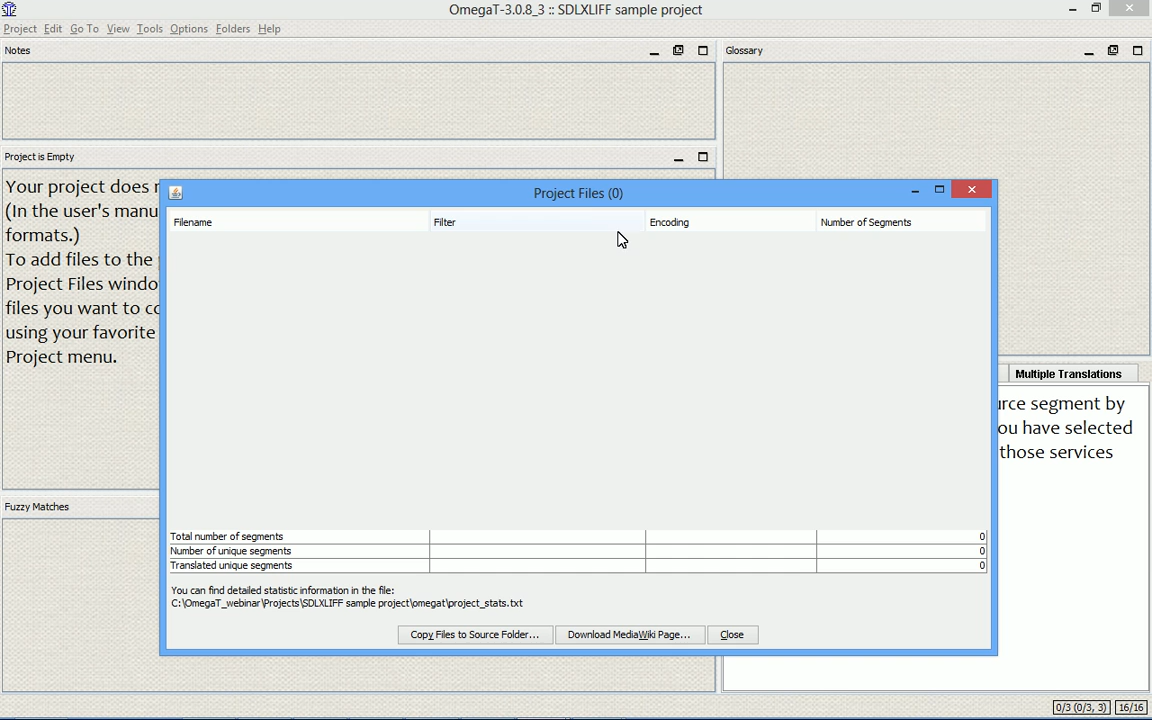 OmegaT-3.0.8_3 :: SDLXLIFF sample project
Project Edit Go To View Tools Options Folders Help
Notes
Glossary
Project is Empty
Your project does
(In the user's manu
formats.)
To add files to the
Project Files windo
files you want to co
using your favorite
Project menu.
Project Files (0)
Filename Filter Encoding Number of Segments
Total number of segments 0
Number of unique segments 0
Translated unique segments 0
You can find detailed statistic information in the file:
C:\OmegaT_webinar\Projects\SDLXLIFF sample project\omegat\project_stats.txt
Copy Files to Source Folder... Download MediaWiki Page... Close
Multiple Translations
urce segment by
ou have selected
those services
Fuzzy Matches
0/3 (0/3, 3) 16/16